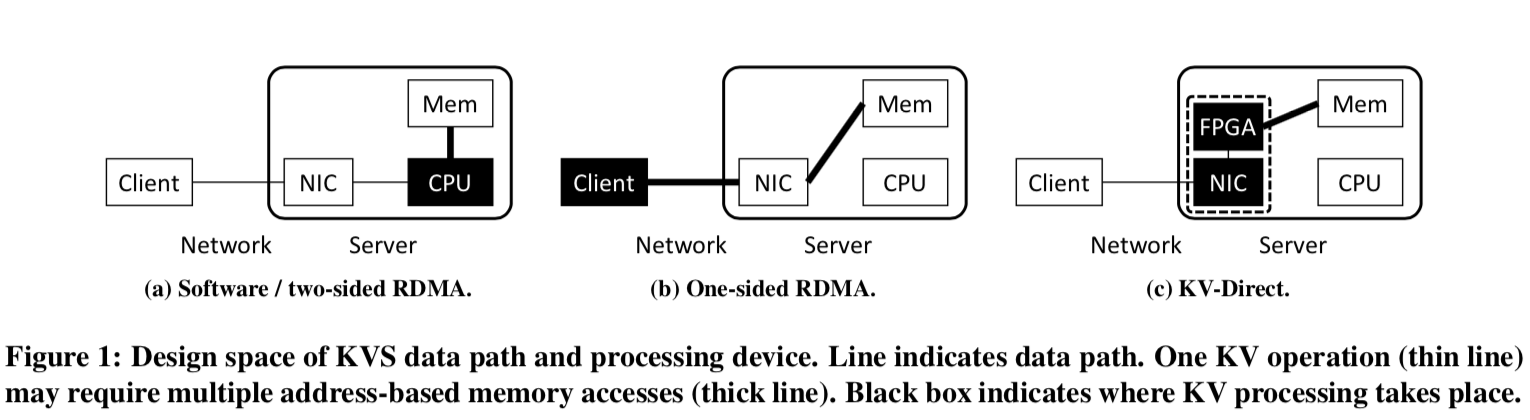 Mem
Client NIC CPU
Network Server
(a) Software / two-sided RDMA.
Mem
Client NIC CPU
Network Server
(b) One-sided RDMA.
FPGA Mem
Client NIC CPU
Network Server
(c) KV-Direct.
Figure 1: Design space of KVS data path and processing device. Line indicates data path. One KV operation (thin line)
may require multiple address-based memory accesses (thick line). Black box indicates where KV processing takes place.